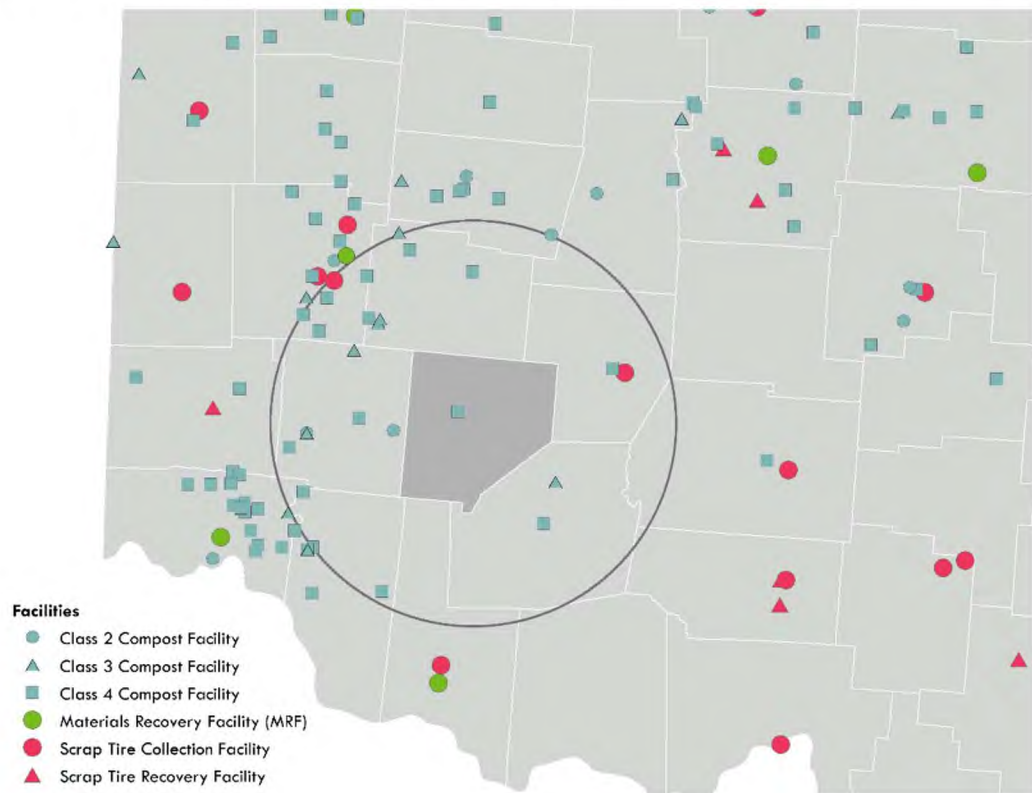 Facilities
Class 2 Compost Facility
Class 3 Compost Facility
Class 4 Compost Facility
Materials Recovery Facility (MRF)
Scrap Tire Collection Facility
Scrap Tire Recovery Facility